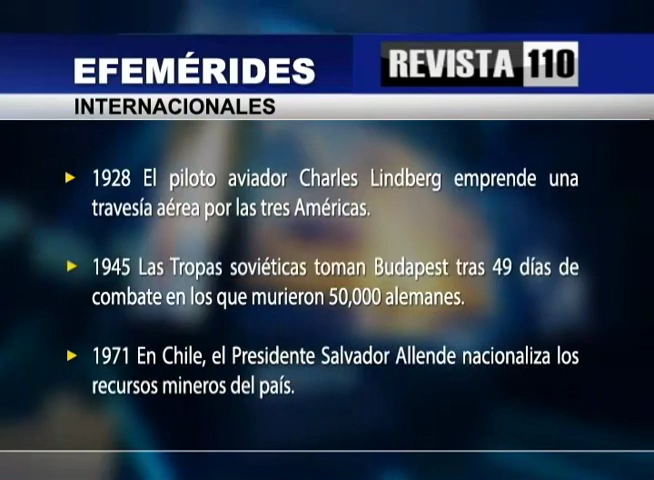 EFEMÉRIDES
REVISTA 110
INTERNACIONALES
1928 El piloto aviador Charles Lindberg emprende una
travesía aérea por las tres Américas.
1945 Las Tropas soviéticas toman Budapest tras 49 días de
combate en los que murieron 50,000 alemanes.
1971 En Chile, el Presidente Salvador Allende nacionaliza los
recursos mineros del país.